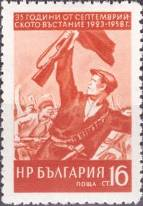 35 ГОДИНИ ОТ СЕПТЕМВРИЙ
СКОТО ВЪСТАНИЕ 1923-1958 Г.
НР БЪЛГАРИЯ
ПОЩА СТ. 16